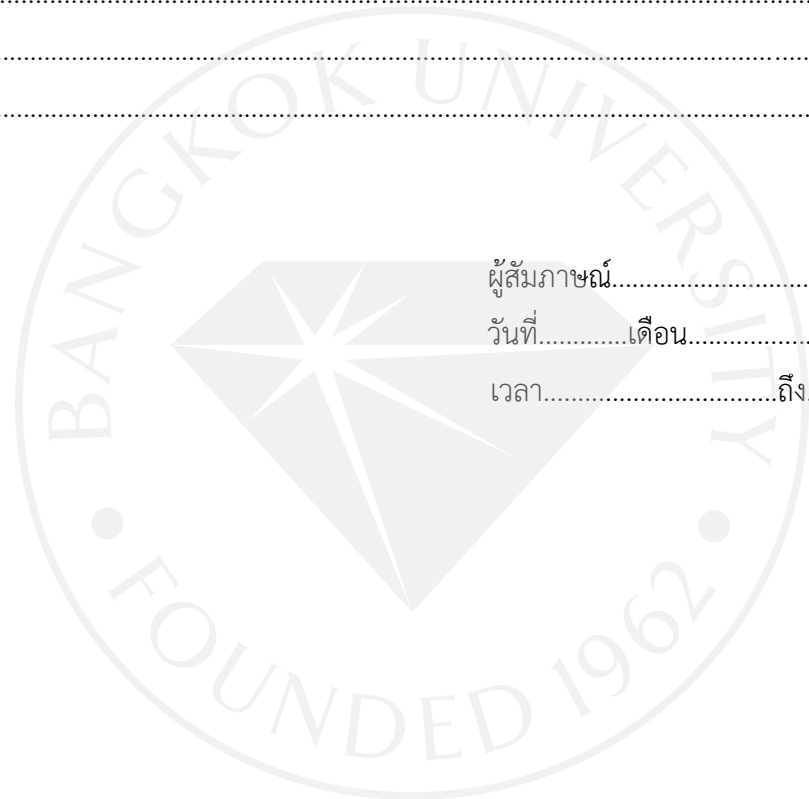 ................................................................................
................................................................................
................................................................................
ผู้สัมภาษณ์..............................
วันที่.............เดือน..................
เวลา..................................ถึง.
BANGKOK UNIVERSITY
• FOUNDED 1962 •